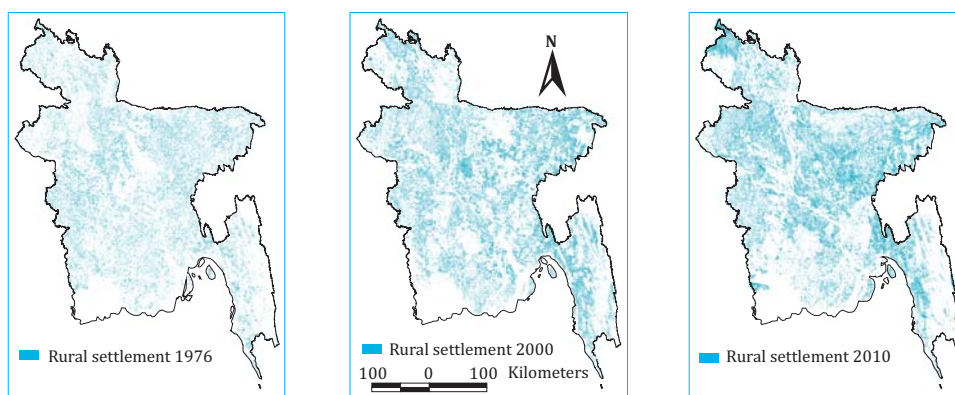 N
Rural settlement 1976
Rural settlement 2000
100 0 100 Kilometers
Rural settlement 2010